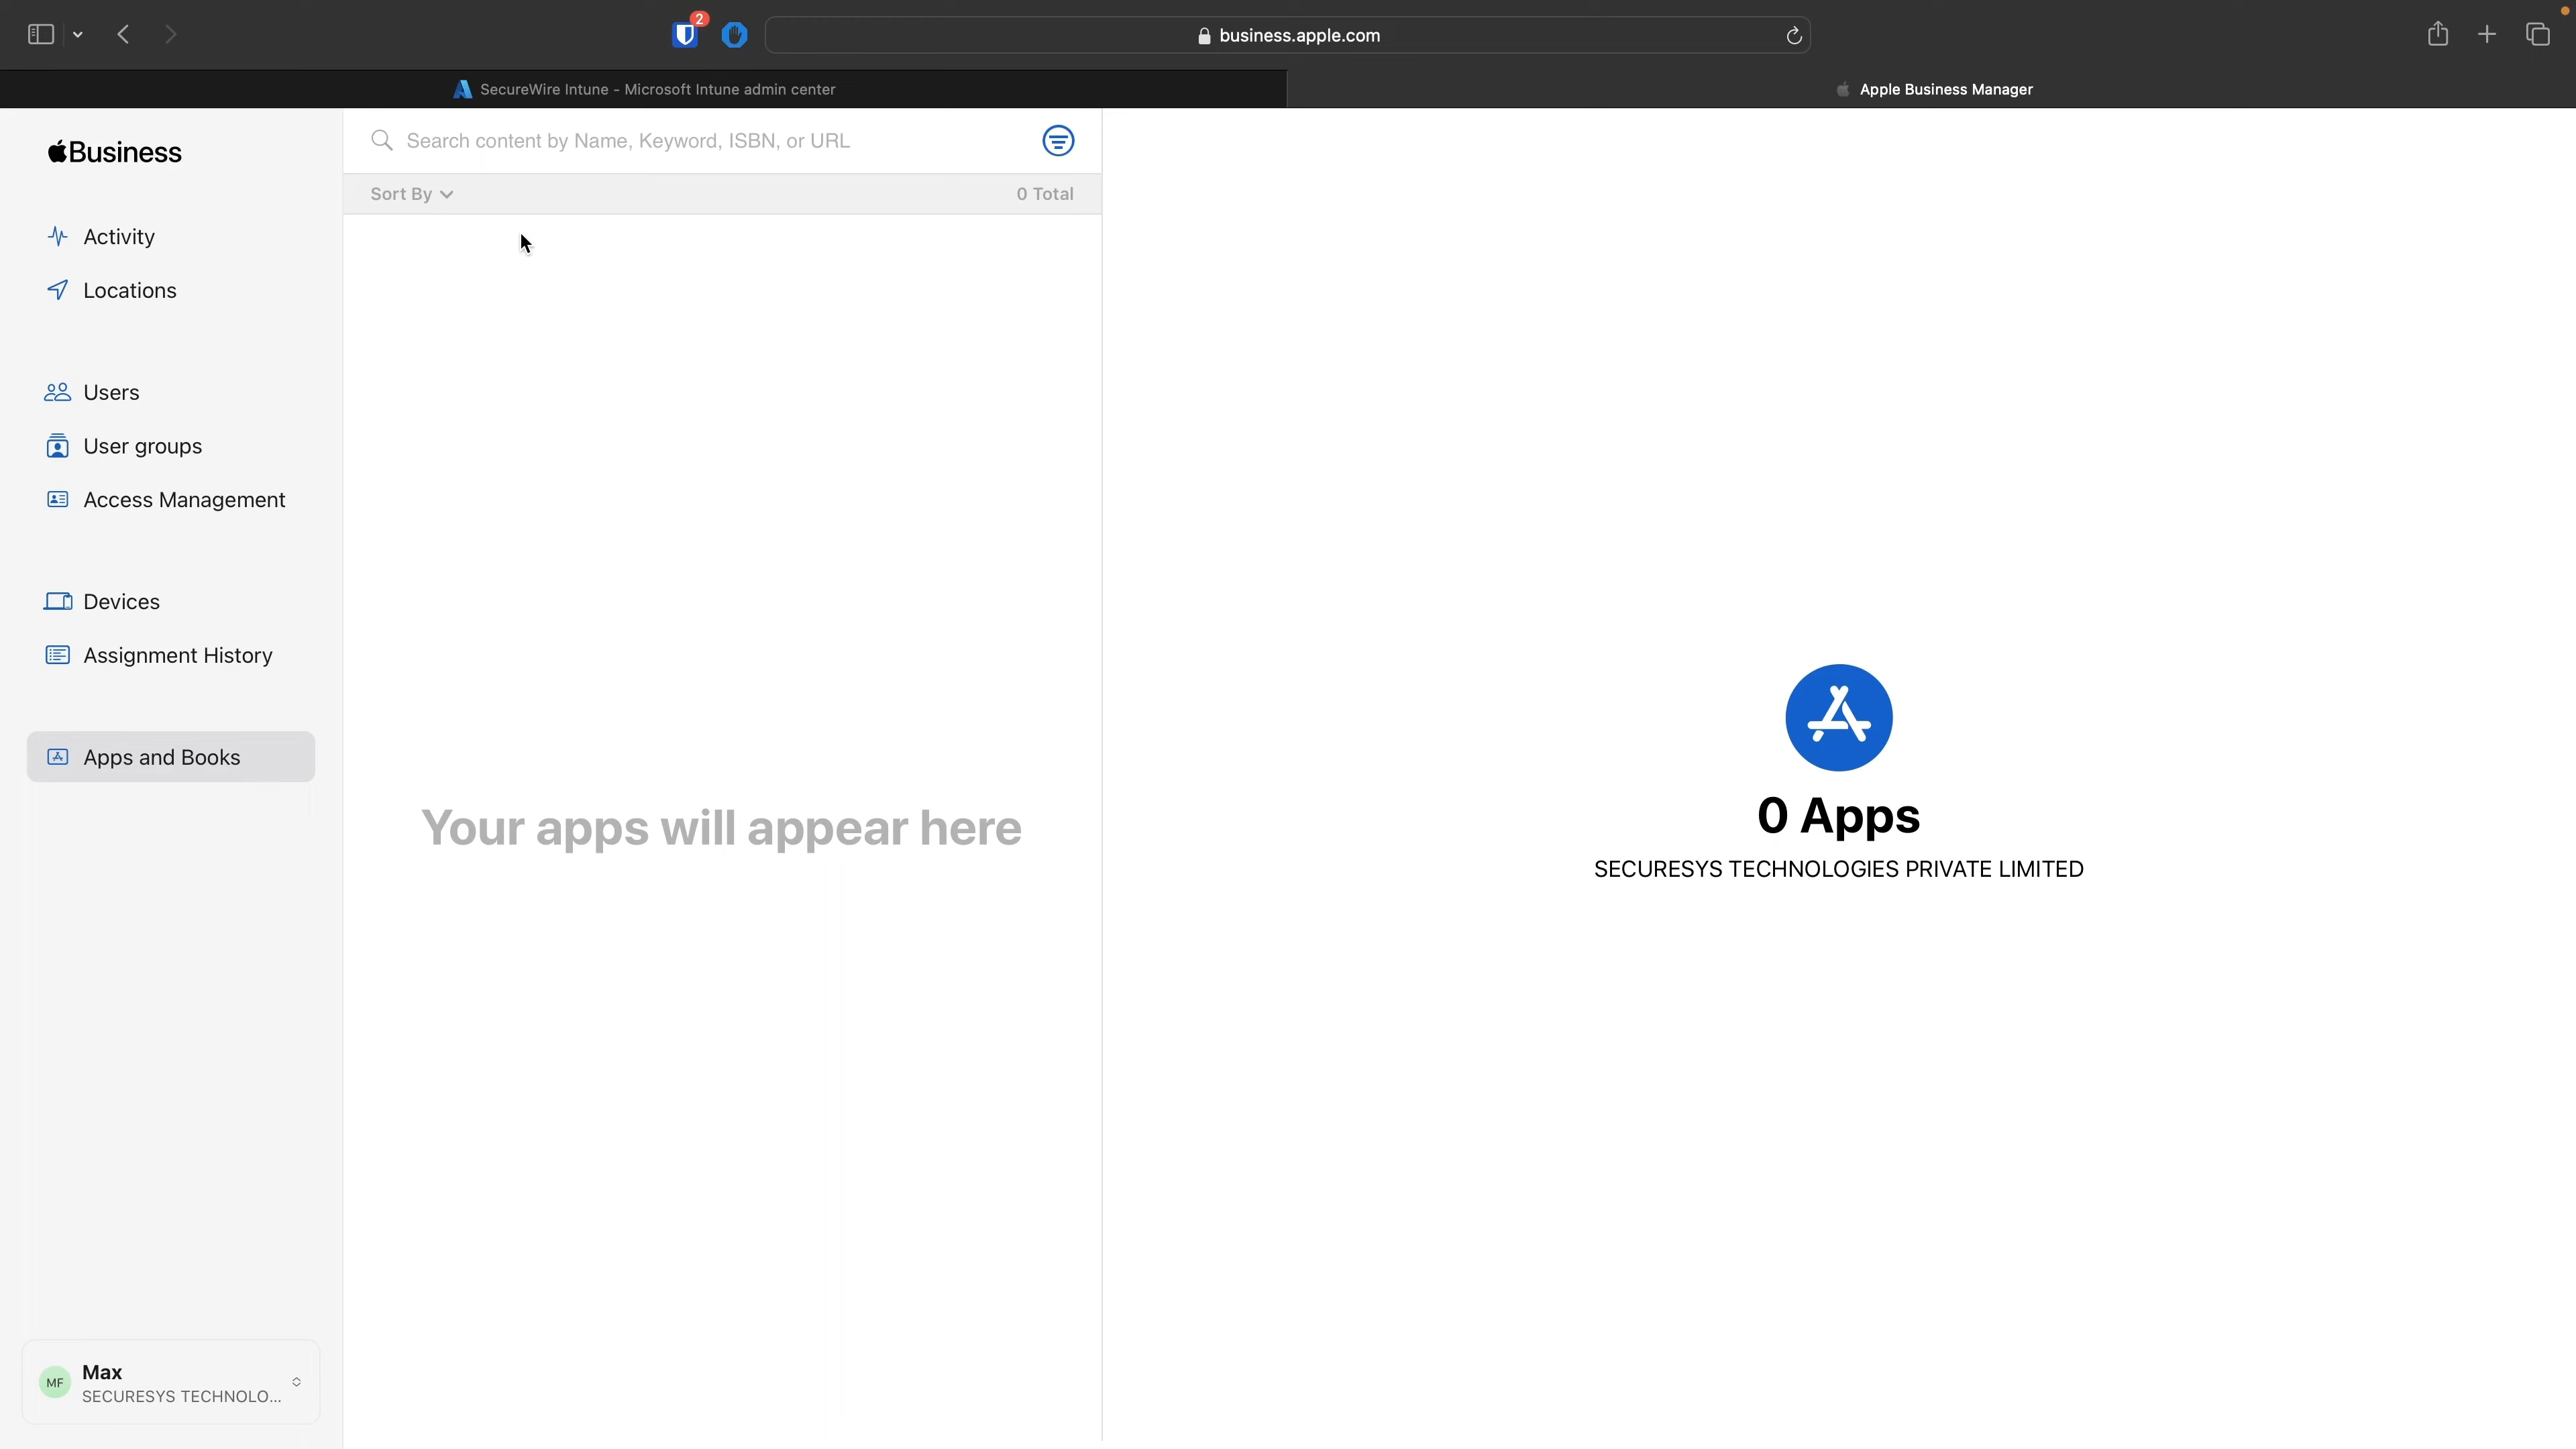 2
business.apple.com
SecureWire Intune - Microsoft Intune admin center
Apple Business Manager
Business
Search content by Name, Keyword, ISBN, or URL
Sort By
0 Total
Activity
Locations
Users
User groups
Access Management
Devices
Assignment History
Apps and Books
Your apps will appear here
0 Apps
SECURESYS TECHNOLOGIES PRIVATE LIMITED
MF
Max
SECURESYS TECHNOLO...